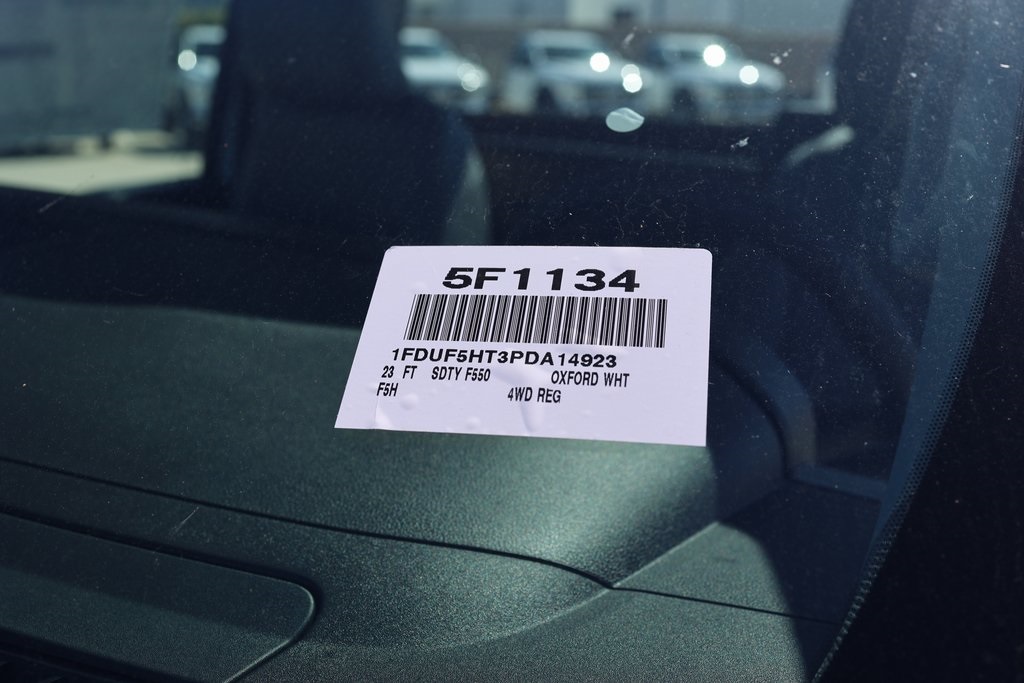 5F1134
1FDUF5HT3PDA14923
23 FT SDTY F550 OXFORD WHT
F5H 4WD REG